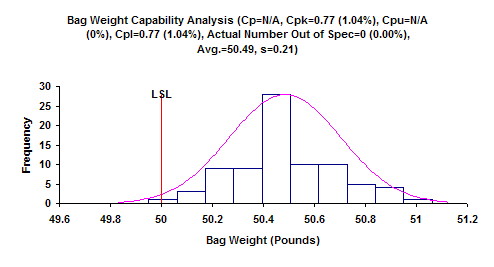 Bag Weight Capability Analysis (Cp=N/A, Cpk=0.77 (1.04%), Cpu=N/A
(0%), Cpl=0.77 (1.04%), Actual Number Out of Spec=0 (0.00%),
Avg.=50.49, s=0.21)
LSL
30
25
20
15
10
5
0
Frequency
49.6 49.8 50 50.2 50.4 50.6 50.8 51 51.2
Bag Weight (Pounds)